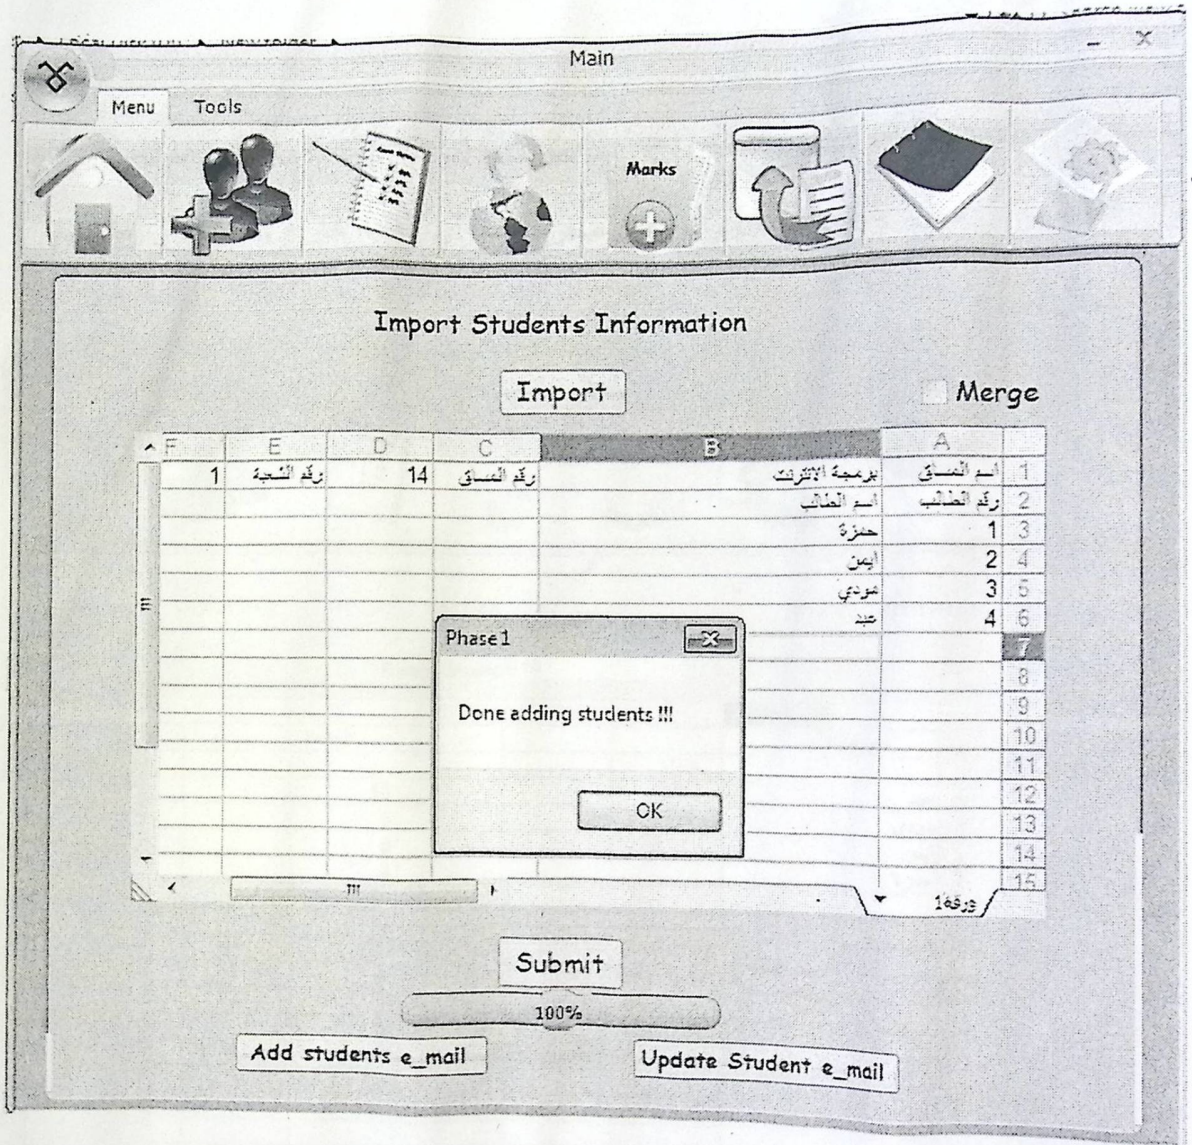 Main
Menu Tools
Marks
Import Students Information
Import
Merge
F E D C B A
1 رقم الشعبة 14 رقم المساق برمجة الانترنت اسم المساق 1
اسم الطالب رقم الطالب 2
حمزة 1 3
ايمن 2 4
مودي 3 5
عبد 4 6
7
8
9
10
11
12
13
14
15
ورقة1
Phase1
Done adding students !!!
OK
Submit
100%
Add students e_mail
Update Student e_mail